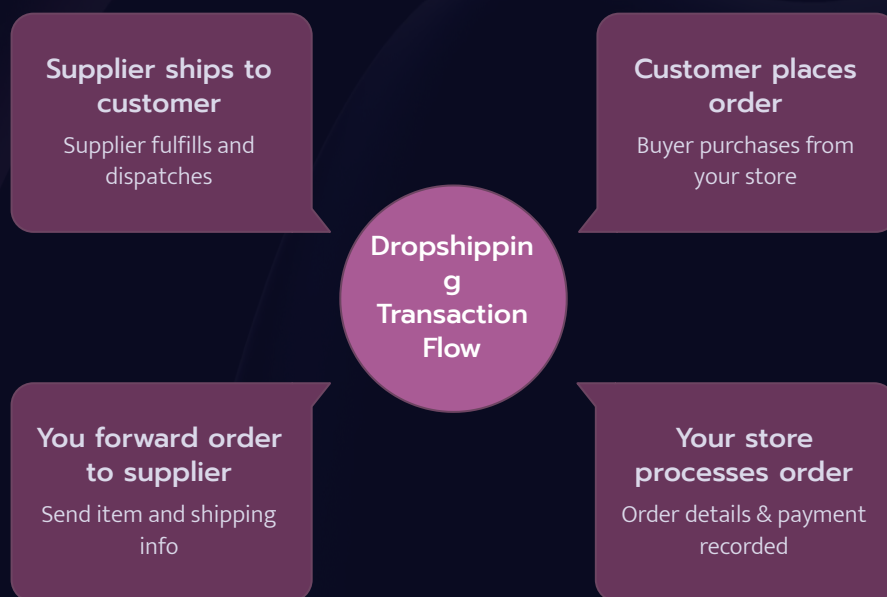 Supplier ships to
customer
Supplier fulfills and
dispatches
Customer places
order
Buyer purchases from
your store
Dropshippin
g
Transaction
Flow
You forward order
to supplier
Send item and shipping
info
Your store
processes order
Order details & payment
recorded